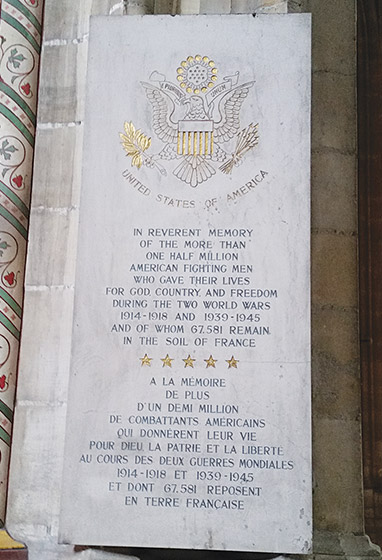 E PLURIBUS UNUM
UNITED STATES OF AMERICA
IN REVERENT MEMORY
OF THE MORE THAN
ONE HALF MILLION
AMERICAN FIGHTING MEN
WHO GAVE THEIR LIVES
FOR GOD, COUNTRY, AND FREEDOM
DURING THE TWO WORLD WARS
1914-1918 AND 1939-1945
AND OF WHOM 67.581 REMAIN
IN THE SOIL OF FRANCE
A LA MÉMOIRE
DE PLUS
D'UN DEMI MILLION
DE COMBATTANTS AMÉRICAINS
QUI DONNÈRENT LEUR VIE
POUR DIEU, LA PATRIE ET LA LIBERTÉ
AU COURS DES DEUX GUERRES MONDIALES
1914-1918 ET 1939-1945
ET DONT 67.581 REPOSENT
EN TERRE FRANÇAISE